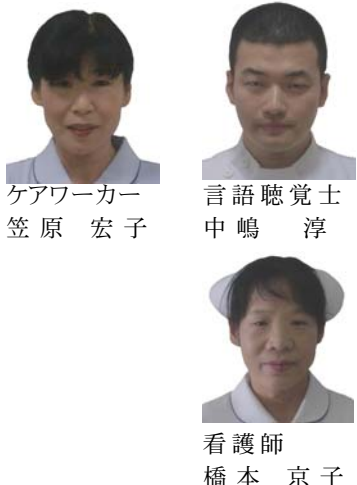 ケアワーカー
笠原 宏子
言語聴覚士
中嶋 淳
看護師
橋本 京子